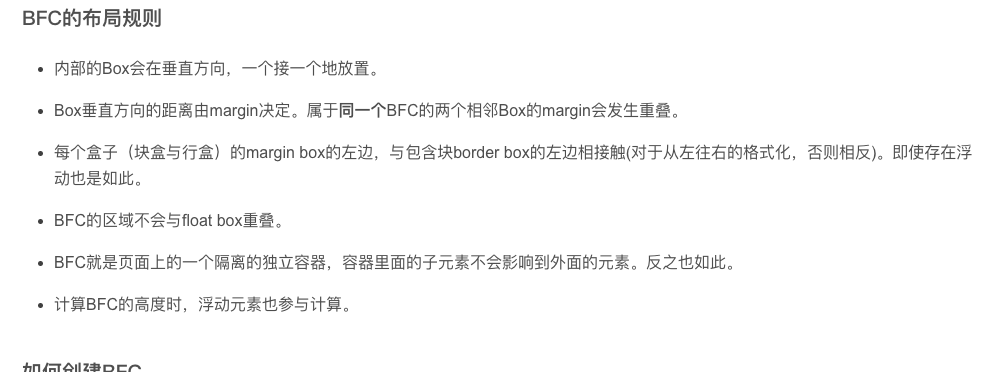 BFC的布局规则
内部的Box会在垂直方向，一个接一个地放置。
Box垂直方向的距离由margin决定。属于同一个BFC的两个相邻Box的margin会发生重叠。
每个盒子（块盒与行盒）的margin box的左边，与包含块border box的左边相接触(对于从左往右的格式化，否则相反)。即使存在浮
动也是如此。
BFC的区域不会与float box重叠。
BFC就是页面上的一个隔离的独立容器，容器里面的子元素不会影响到外面的元素。反之也如此。
计算BFC的高度时，浮动元素也参与计算。
如何创建BFC